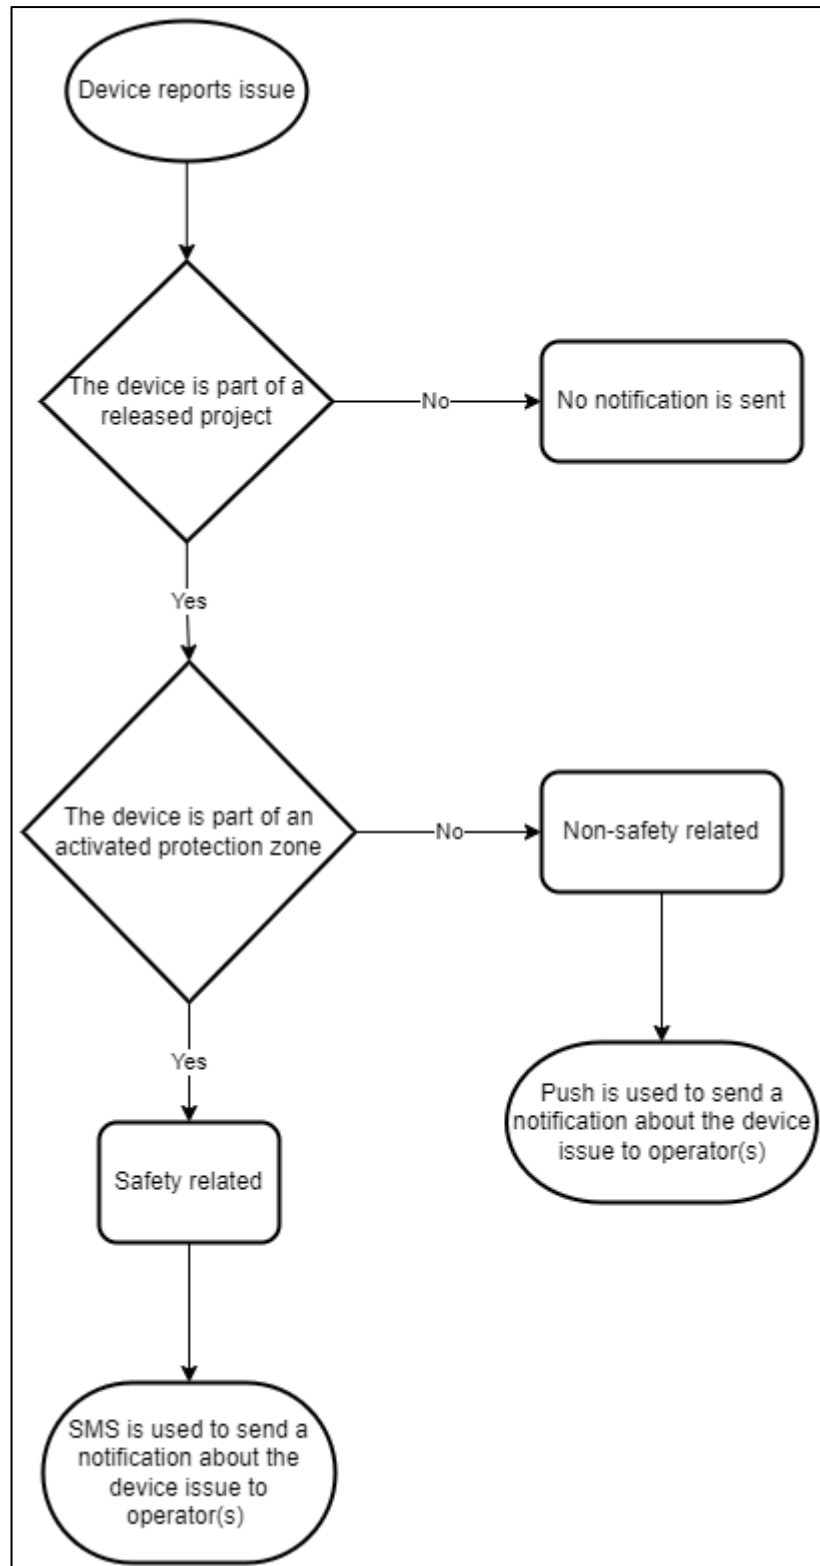 Device reports issue
The device is part of a
released project
No
No notification is sent
Yes
The device is part of an
activated protection zone
No
Non-safety related
Yes
Push is used to send a
notification about the device
issue to operator(s)
Safety related
SMS is used to send a
notification about the
device issue to
operator(s)